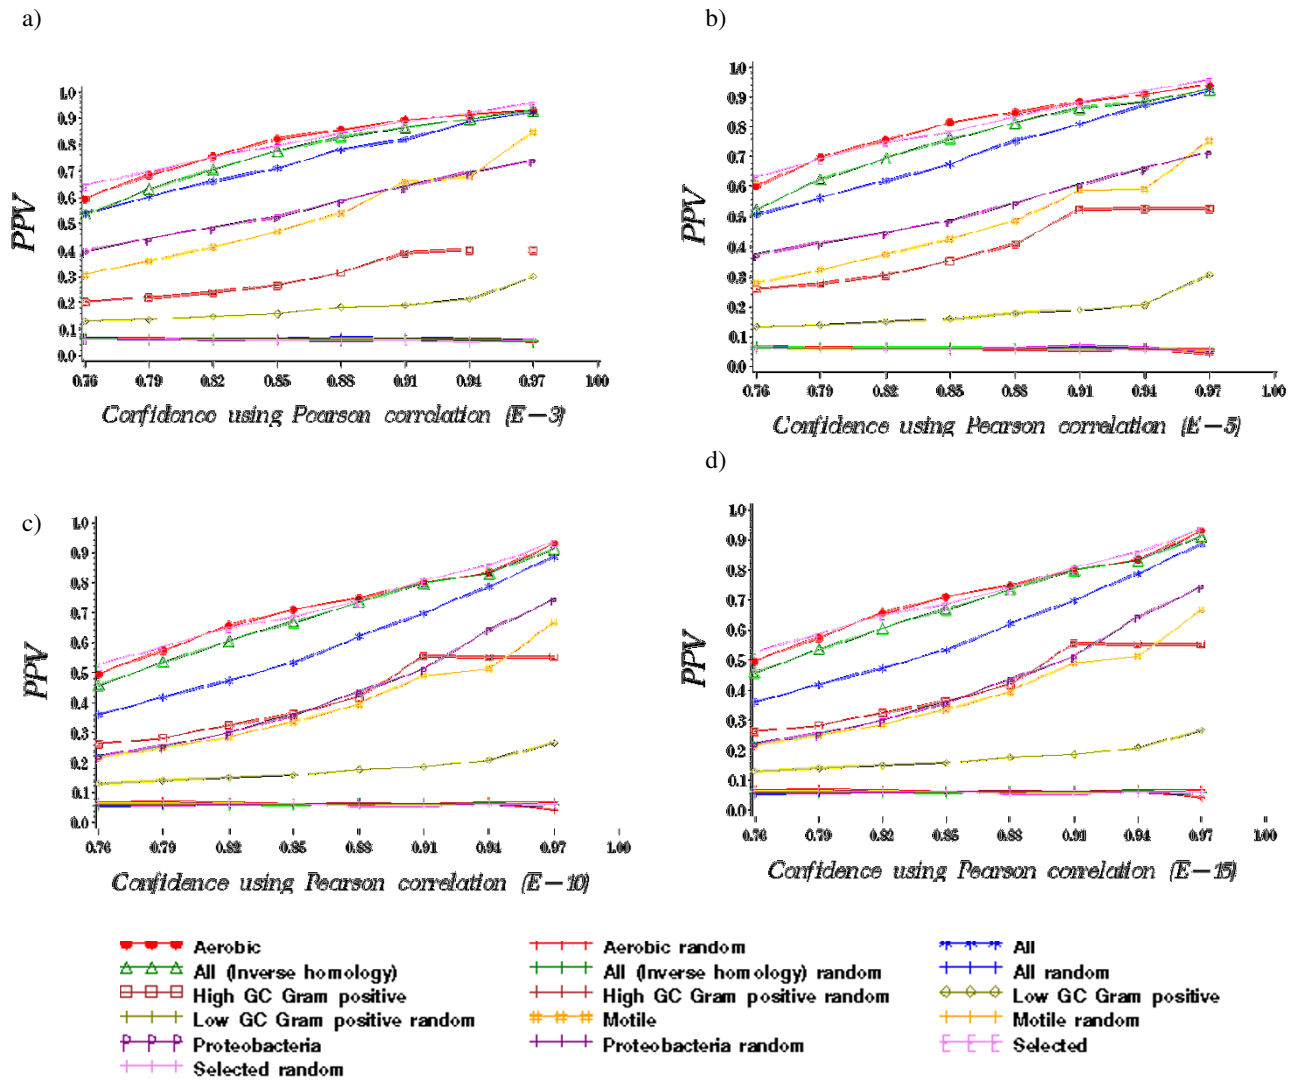 a)
b)
1.0
0.9
0.8
0.7
0.6
0.5
0.4
0.3
0.2
0.1
0.0
PPV
0.76 0.79 0.82 0.85 0.88 0.91 0.94 0.97 1.00
Confidence using Pearson correlation (E-3)
1.0
0.9
0.8
0.7
0.6
0.5
0.4
0.3
0.2
0.1
0.0
PPV
0.76 0.79 0.82 0.85 0.88 0.91 0.94 0.97 1.00
Confidence using Pearson correlation (E-5)
c)
d)
1.0
0.9
0.8
0.7
0.6
0.5
0.4
0.3
0.2
0.1
0.0
PPV
0.76 0.79 0.82 0.85 0.88 0.91 0.94 0.97 1.00
Confidence using Pearson correlation (E-10)
1.0
0.9
0.8
0.7
0.6
0.5
0.4
0.3
0.2
0.1
0.0
PPV
0.76 0.79 0.82 0.85 0.88 0.91 0.94 0.97 1.00
Confidence using Pearson correlation (E-15)
Aerobic
Aerobic random
All
All (Inverse homology)
All (Inverse homology) random
All random
High GC Gram positive
High GC Gram positive random
Low GC Gram positive
Low GC Gram positive random
Motile
Motile random
Proteobacteria
Proteobacteria random
Selected
Selected random